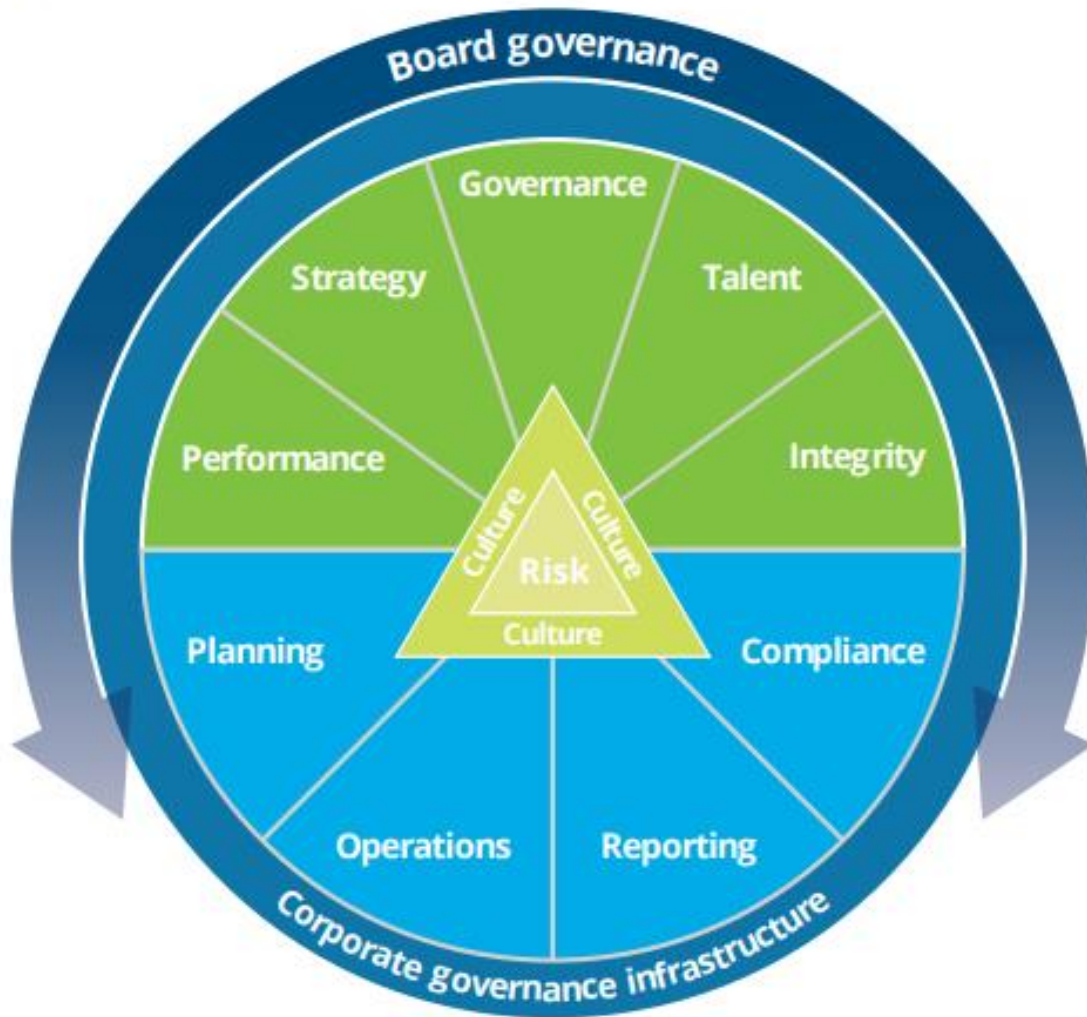 Board governance
Governance
Strategy
Talent
Performance
Integrity
Culture
Culture
Risk
Culture
Planning
Compliance
Operations
Reporting
Corporate governance infrastructure